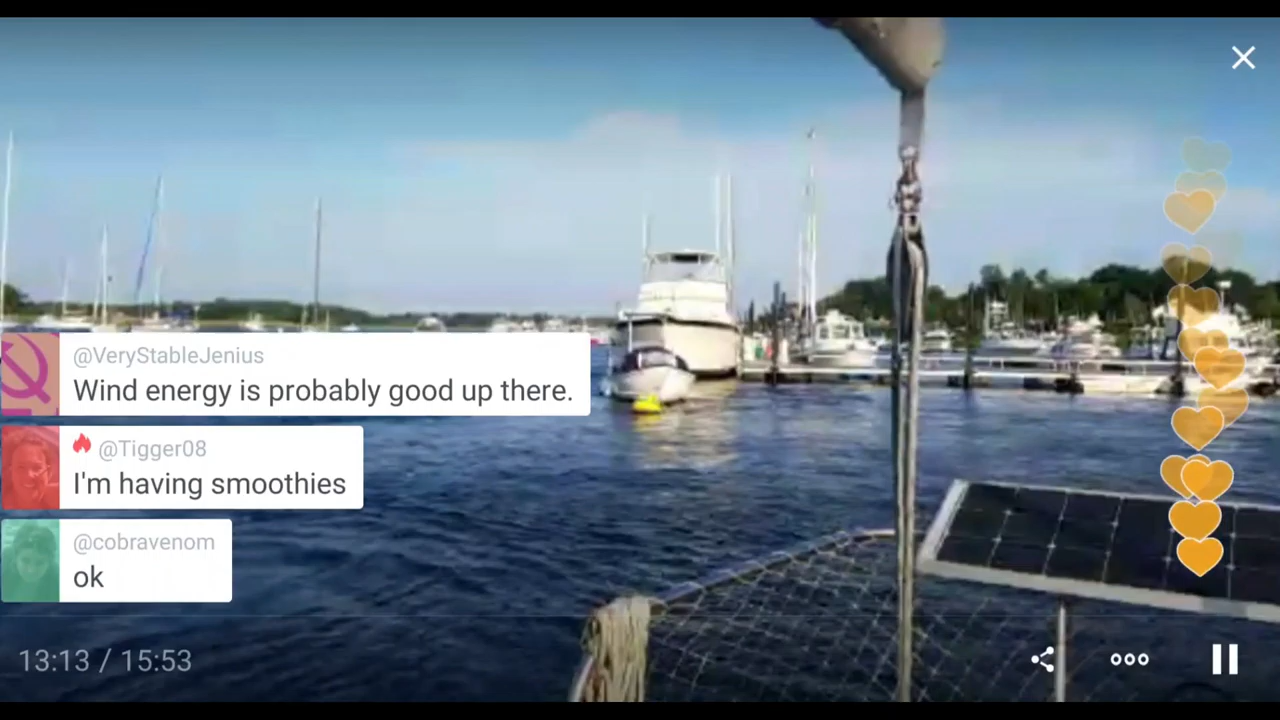 @VeryStableJenius
Wind energy is probably good up there.
@Tigger08
I'm having smoothies
@cobravenom
ok
13:13 / 15:53